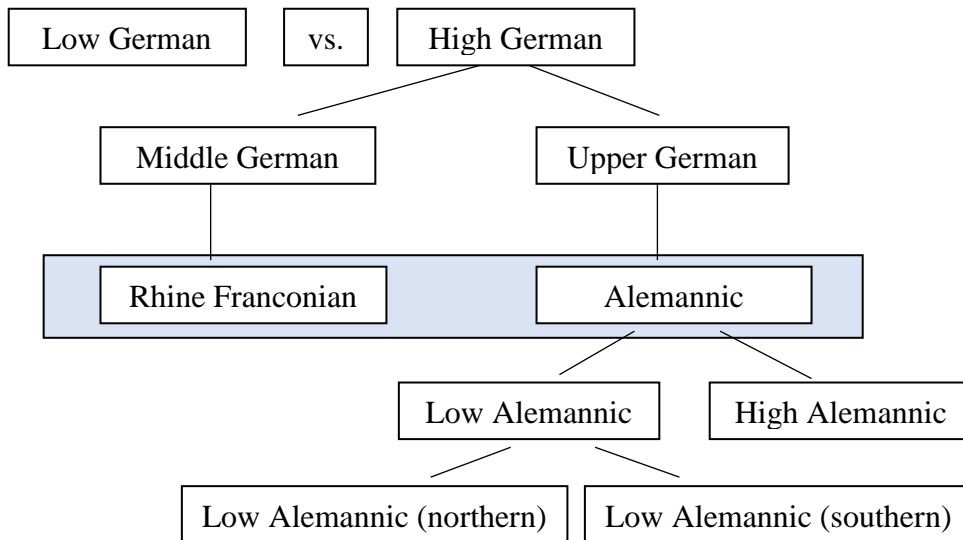 Low German
vs.
High German
Middle German
Upper German
Rhine Franconian
Alemannic
Low Alemannic
High Alemannic
Low Alemannic (northern)
Low Alemannic (southern)